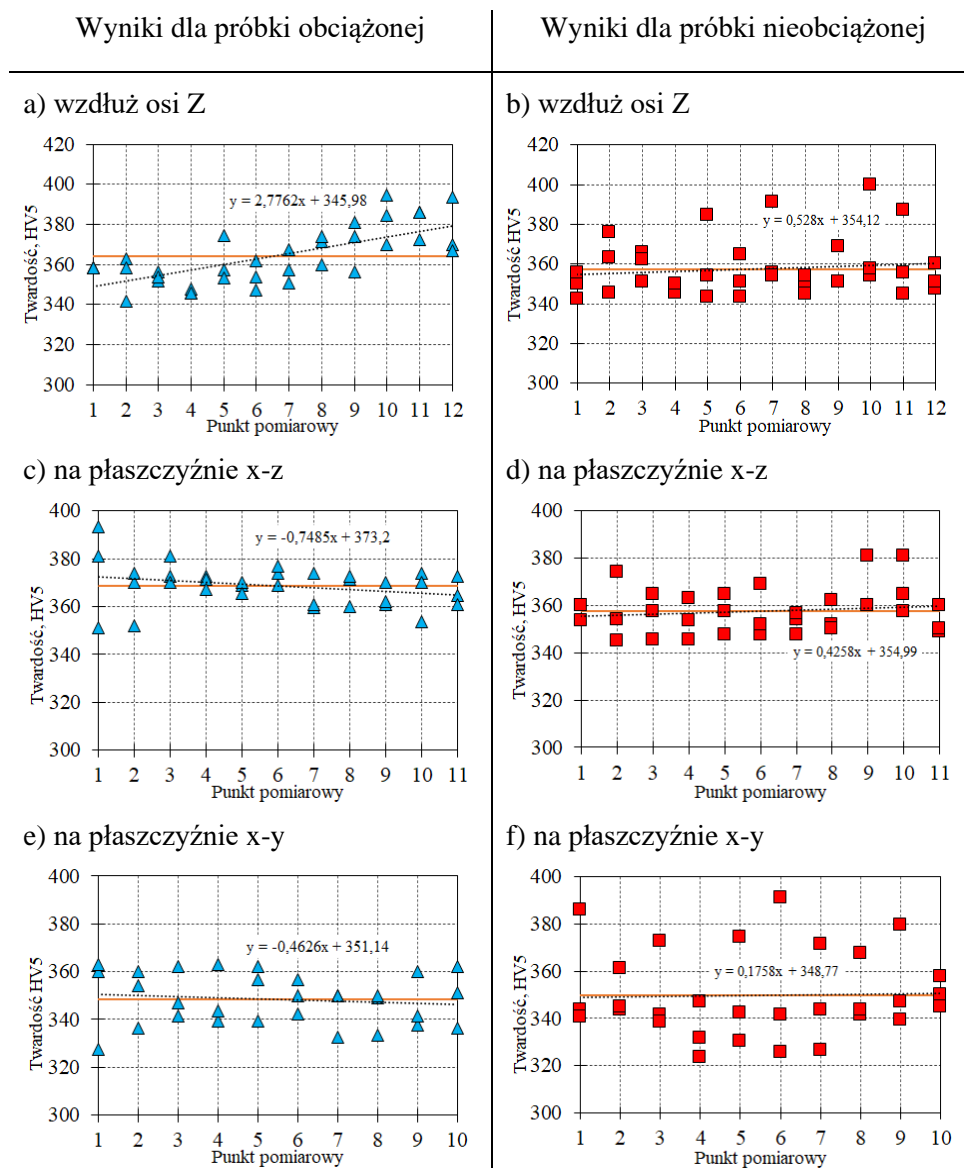 Wyniki dla próbki obciążonej
Wyniki dla próbki nieobciążonej
a) wzdłuż osi Z
420
400
380
360
340
320
300
Twardość, HV5
y = 2,7762x + 345,98
1 2 3 4 5 6 7 8 9 10 11 12
Punkt pomiarowy
b) wzdłuż osi Z
420
400
380
360
340
320
300
Twardość HV5
y = 0,528x + 354,12
1 2 3 4 5 6 7 8 9 10 11 12
Punkt pomiarowy
c) na płaszczyźnie x-z
400
380
360
340
320
300
Twardość, HV5
y = -0,7485x + 373,2
1 2 3 4 5 6 7 8 9 10 11
Punkt pomiarowy
d) na płaszczyźnie x-z
400
380
360
340
320
300
Twardość, HV5
y = 0,4258x + 354,99
1 2 3 4 5 6 7 8 9 10 11
Punkt pomiarowy
e) na płaszczyźnie x-y
400
380
360
340
320
300
Twardość HV5
y = -0,4626x + 351,14
1 2 3 4 5 6 7 8 9 10
Punkt pomiarowy
f) na płaszczyźnie x-y
400
380
360
340
320
300
Twardość, HV5
y = 0,1758x + 348,77
1 2 3 4 5 6 7 8 9 10
Punkt pomiarowy